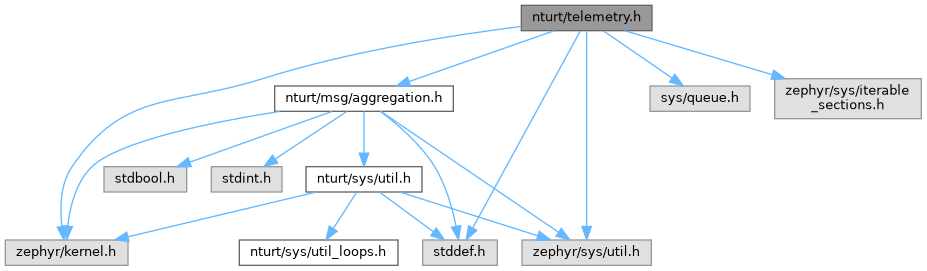 nturt/telemetry.h
nturt/msg/aggregation.h
sys/queue.h
zephyr/sys/iterable
_sections.h
stdbool.h
stdint.h
nturt/sys/util.h
zephyr/kernel.h
nturt/sys/util_loops.h
stddef.h
zephyr/sys/util.h